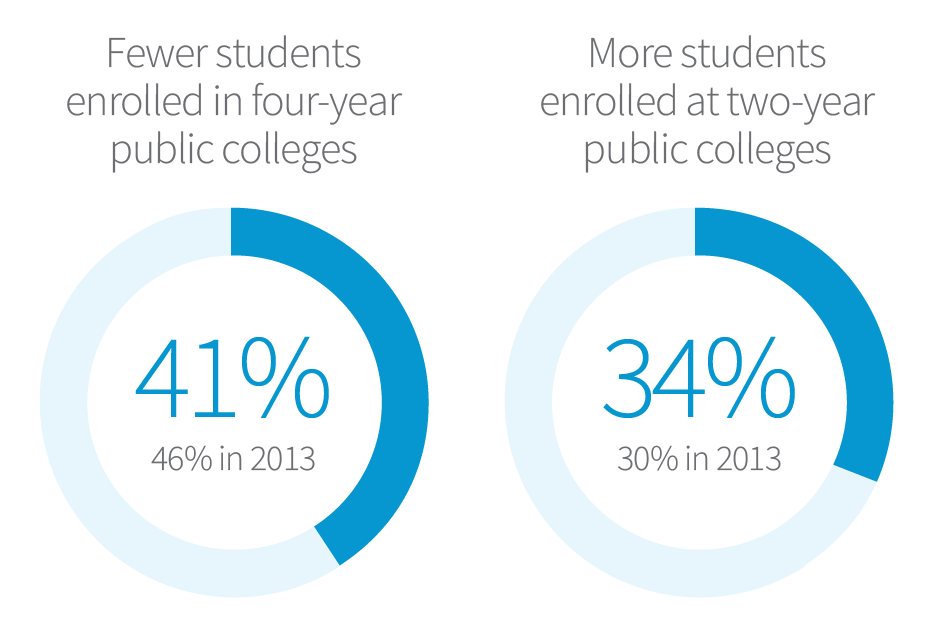 Fewer students
enrolled in four-year
public colleges
41%
46% in 2013
More students
enrolled at two-year
public colleges
34%
30% in 2013